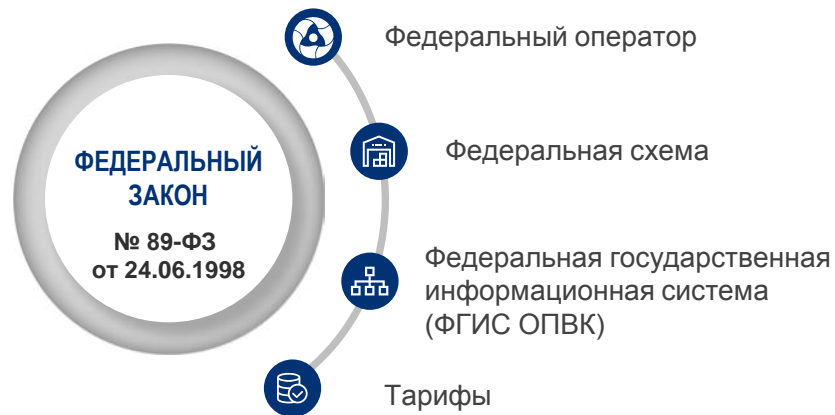 ФЕДЕРАЛЬНЫЙ
ЗАКОН
№ 89-ФЗ
от 24.06.1998
Федеральный оператор
Федеральная схема
Федеральная государственная
информационная система
(ФГИС ОПВК)
Тарифы